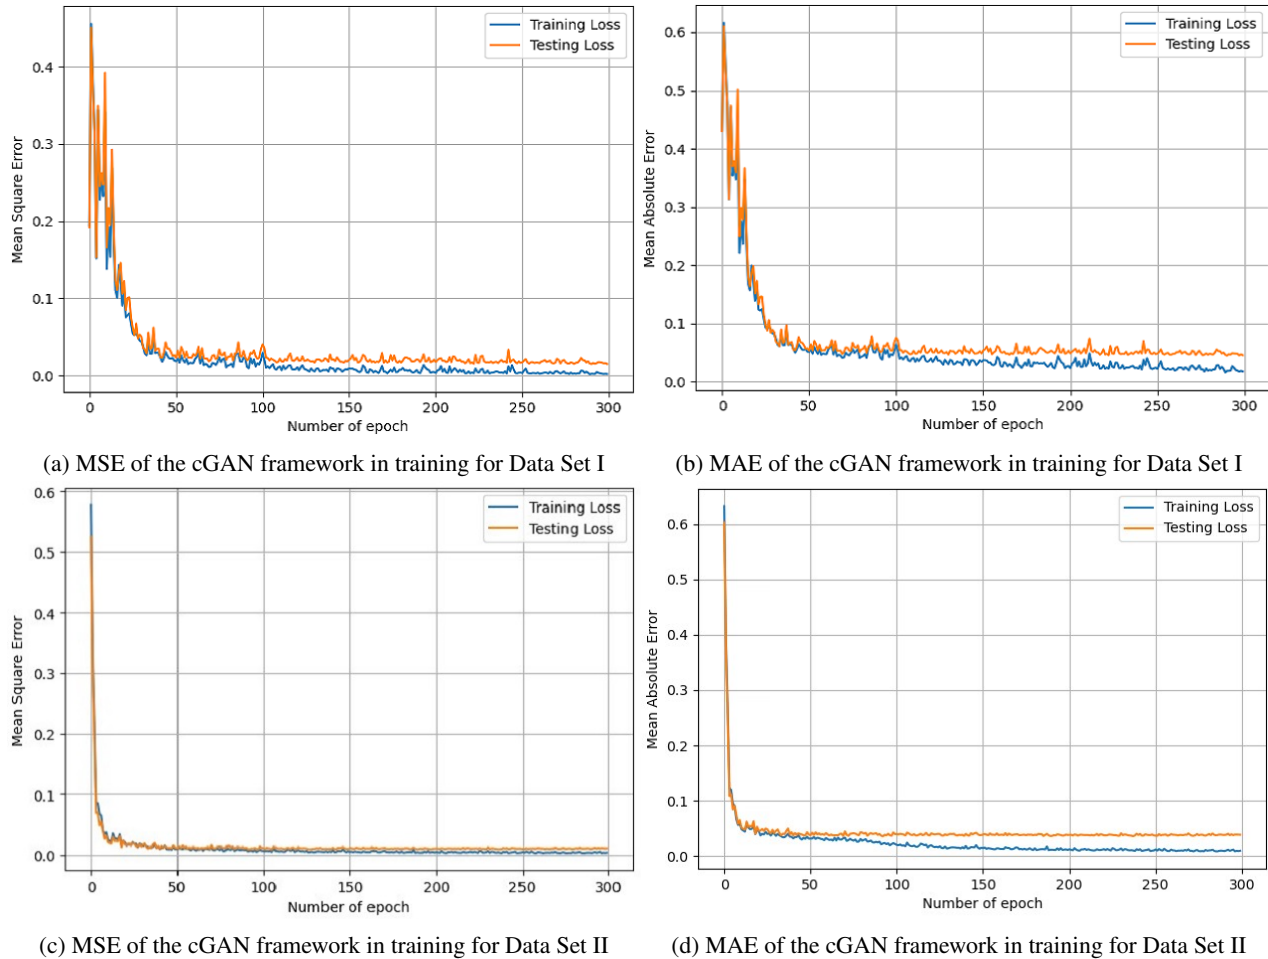 Training Loss
Testing Loss
0.4
0.3
0.2
0.1
0.0
Mean Square Error
0 50 100 150 200 250 300
Number of epoch
(a) MSE of the cGAN framework in training for Data Set I
Training Loss
Testing Loss
0.6
0.5
0.4
0.3
0.2
0.1
0.0
Mean Absolute Error
0 50 100 150 200 250 300
Number of epoch
(b) MAE of the cGAN framework in training for Data Set I
Training Loss
Testing Loss
0.6
0.5
0.4
0.3
0.2
0.1
0.0
Mean Square Error
0 50 100 150 200 250 300
Number of epoch
(c) MSE of the cGAN framework in training for Data Set II
Training Loss
Testing Loss
0.6
0.5
0.4
0.3
0.2
0.1
0.0
Mean Absolute Error
0 50 100 150 200 250 300
Number of epoch
(d) MAE of the cGAN framework in training for Data Set II